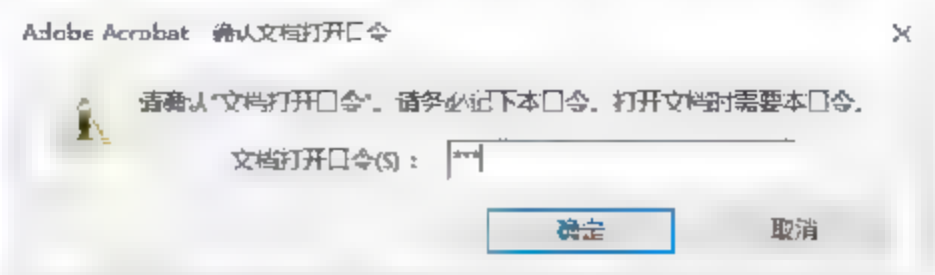 Adobe Acrobat - 确认文档打开口令
请确认"文档打开口令"。请务必记下本口令。打开文档时需要本口令。
文档打开口令(S)： ***
确定 取消